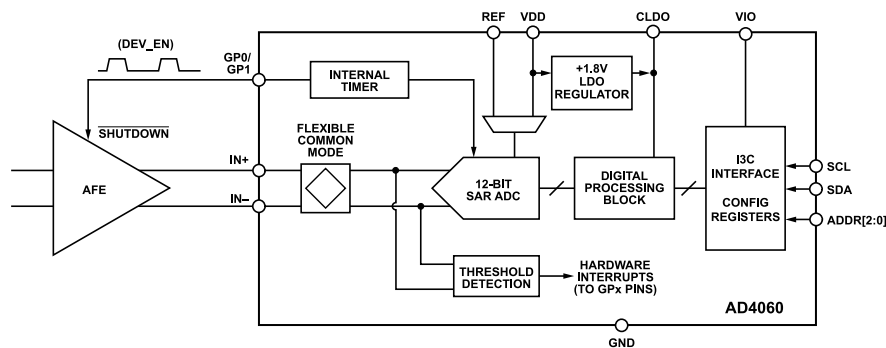 REF
VDD
CLDO
VIO
(DEV_EN)
GP0/
GP1
INTERNAL
TIMER
+1.8V
LDO
REGULATOR
SHUTDOWN
FLEXIBLE
COMMON
MODE
IN+
AFE
IN–
12-BIT
SAR ADC
DIGITAL
PROCESSING
BLOCK
I3C
INTERFACE
CONFIG
REGISTERS
SCL
SDA
ADDR[2:0]
THRESHOLD
DETECTION
HARDWARE
INTERRUPTS
(TO GPx PINS)
AD4060
GND